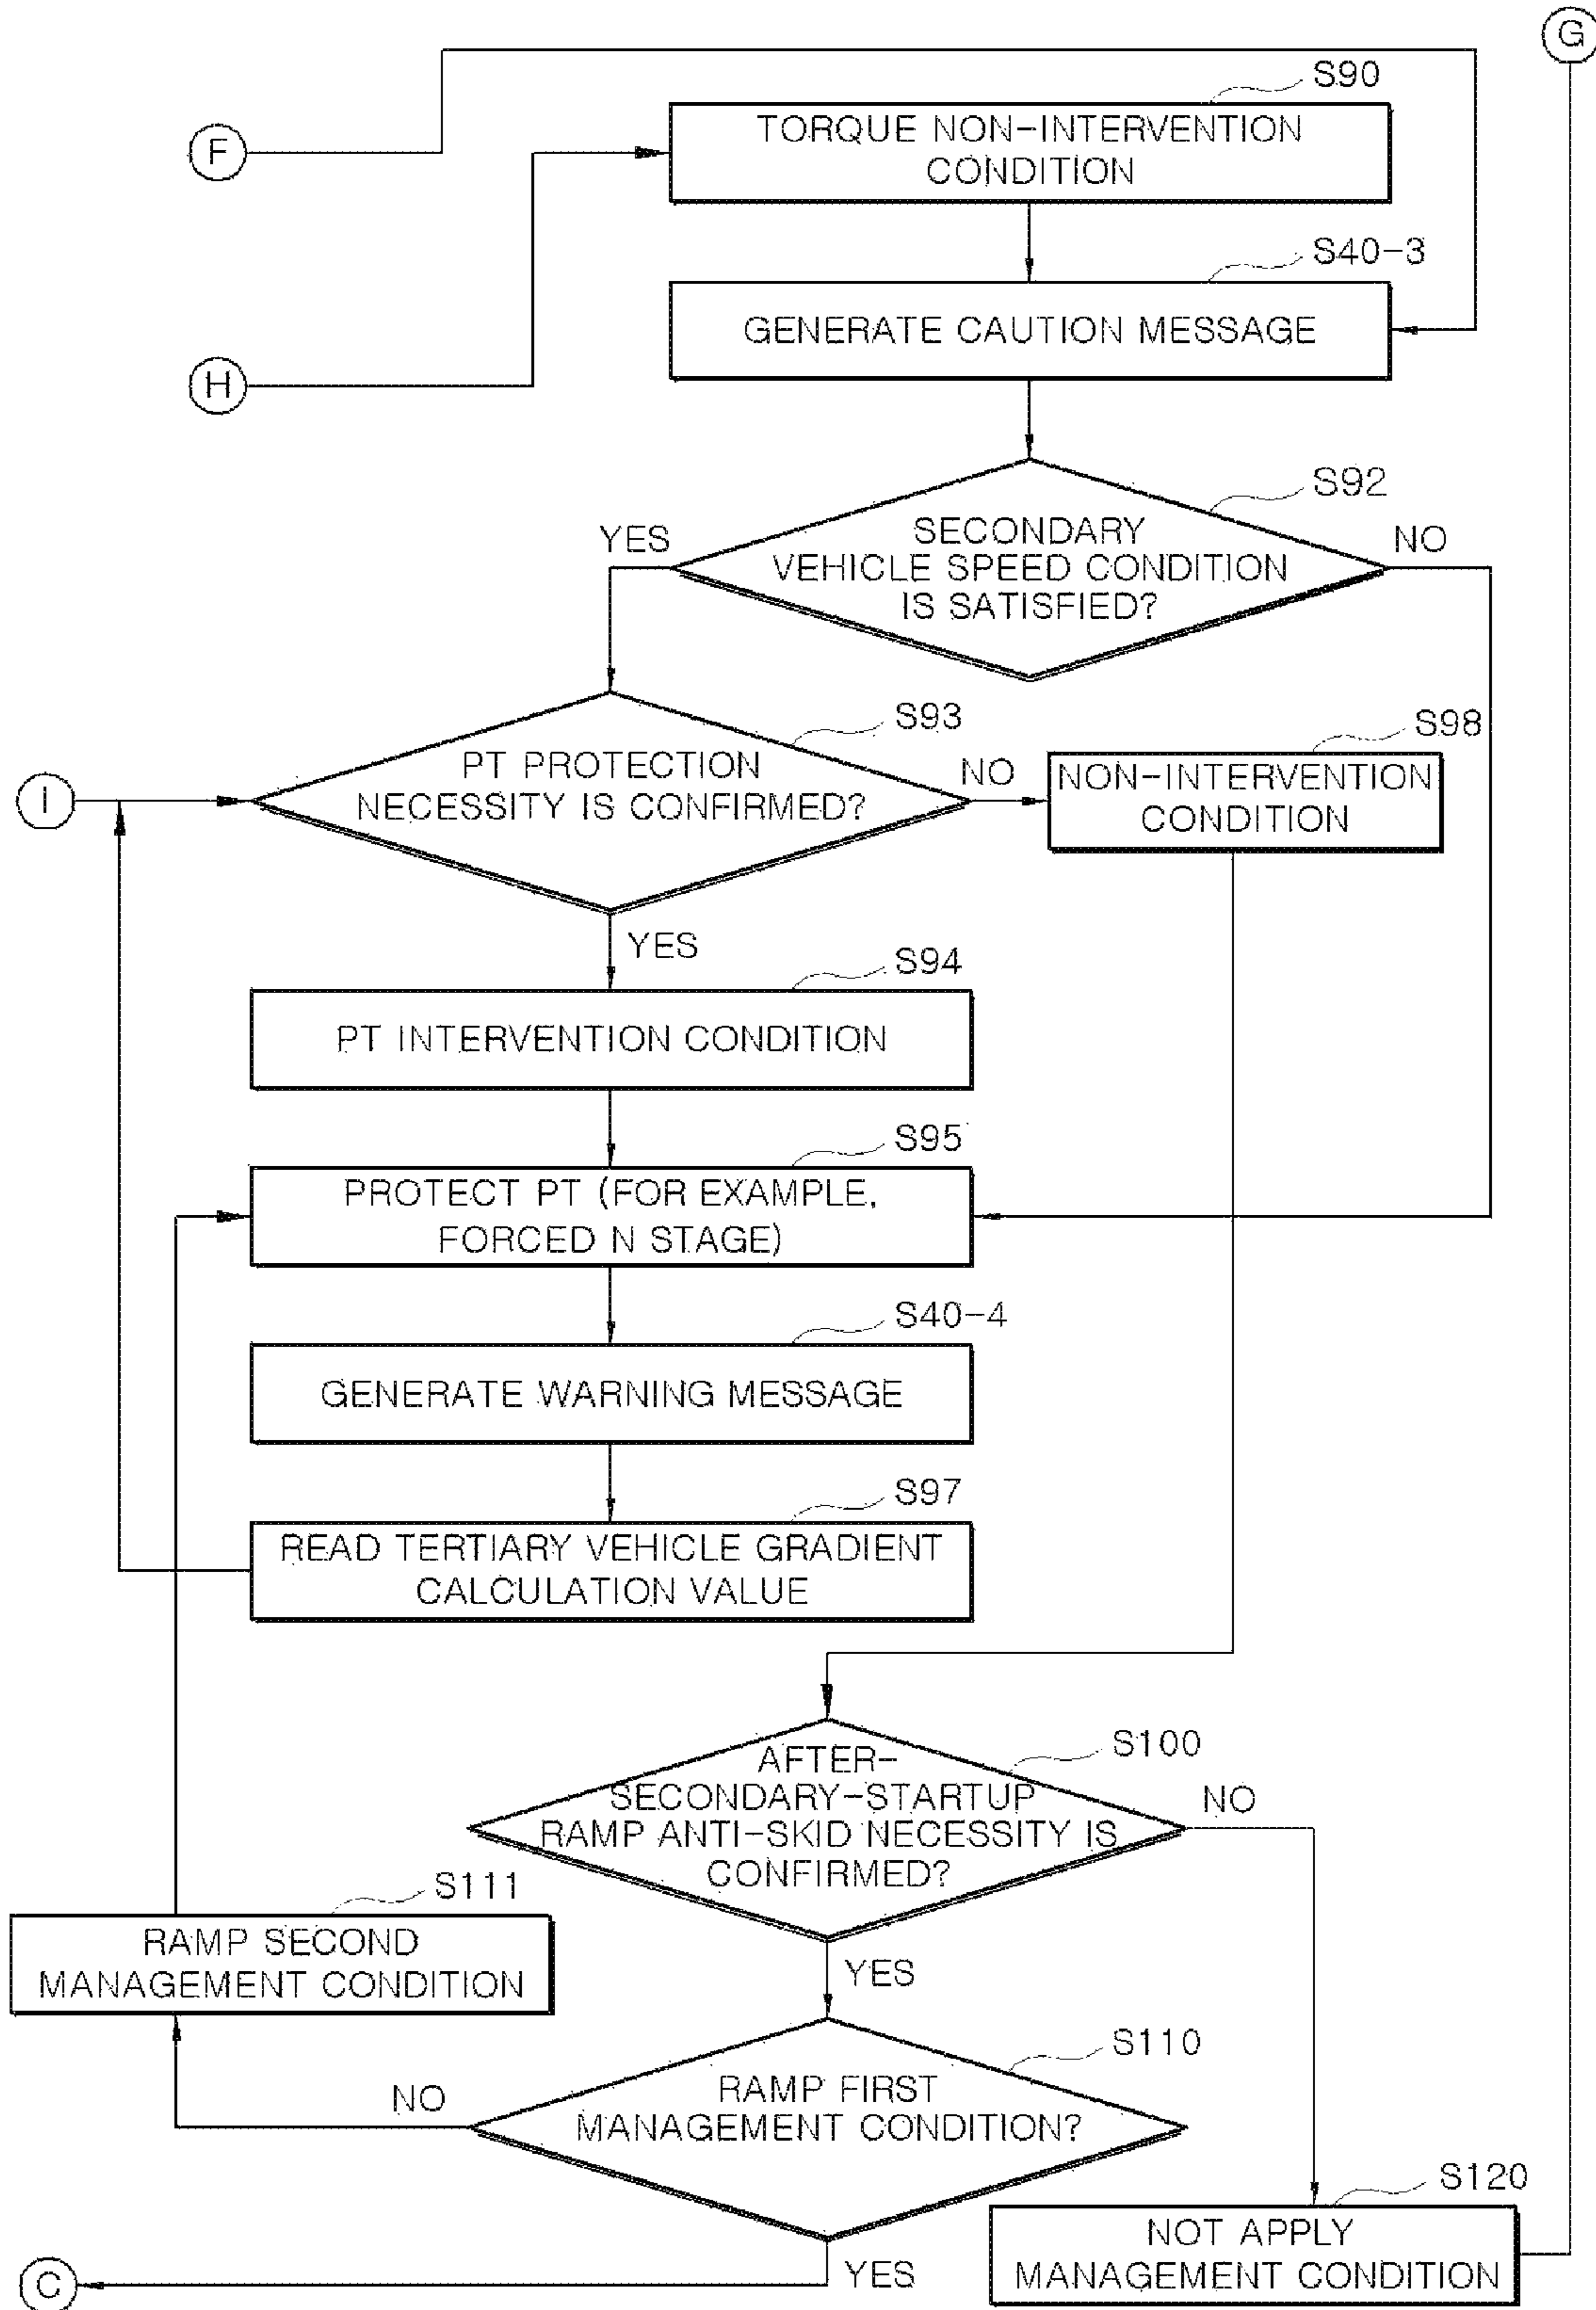 G
S90
F
TORQUE NON-INTERVENTION
CONDITION
S40-3
GENERATE CAUTION MESSAGE
H
S92
YES
SECONDARY
VEHICLE SPEED CONDITION
IS SATISFIED?
NO
S93
S98
I
PT PROTECTION
NECESSITY IS CONFIRMED?
NO
NON-INTERVENTION
CONDITION
YES
S94
PT INTERVENTION CONDITION
S95
PROTECT PT (FOR EXAMPLE,
FORCED N STAGE)
S40-4
GENERATE WARNING MESSAGE
S97
READ TERTIARY VEHICLE GRADIENT
CALCULATION VALUE
S100
AFTER-
SECONDARY-STARTUP
RAMP ANTI-SKID NECESSITY IS
CONFIRMED?
NO
S111
RAMP SECOND
MANAGEMENT CONDITION
YES
S110
NO
RAMP FIRST
MANAGEMENT CONDITION?
S120
NOT APPLY
MANAGEMENT CONDITION
C
YES